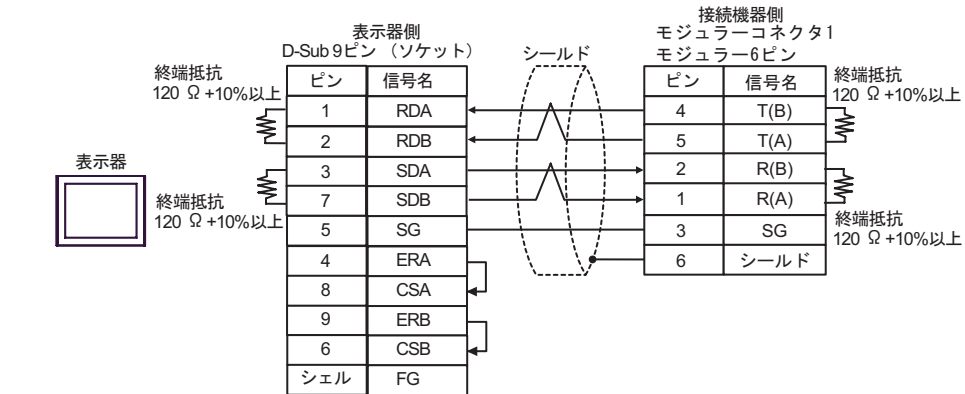 表示器側
D-Sub 9ピン （ソケット）
シールド
接続機器側
モジュラーコネクタ1
モジュラー6ピン
終端抵抗
120 Ω +10%以上
ピン 信号名
1 RDA
2 RDB
3 SDA
7 SDB
5 SG
4 ERA
8 CSA
9 ERB
6 CSB
シェル FG
表示器
終端抵抗
120 Ω +10%以上
ピン 信号名
4 T(B)
5 T(A)
2 R(B)
1 R(A)
3 SG
6 シールド
終端抵抗
120 Ω +10%以上
終端抵抗
120 Ω +10%以上